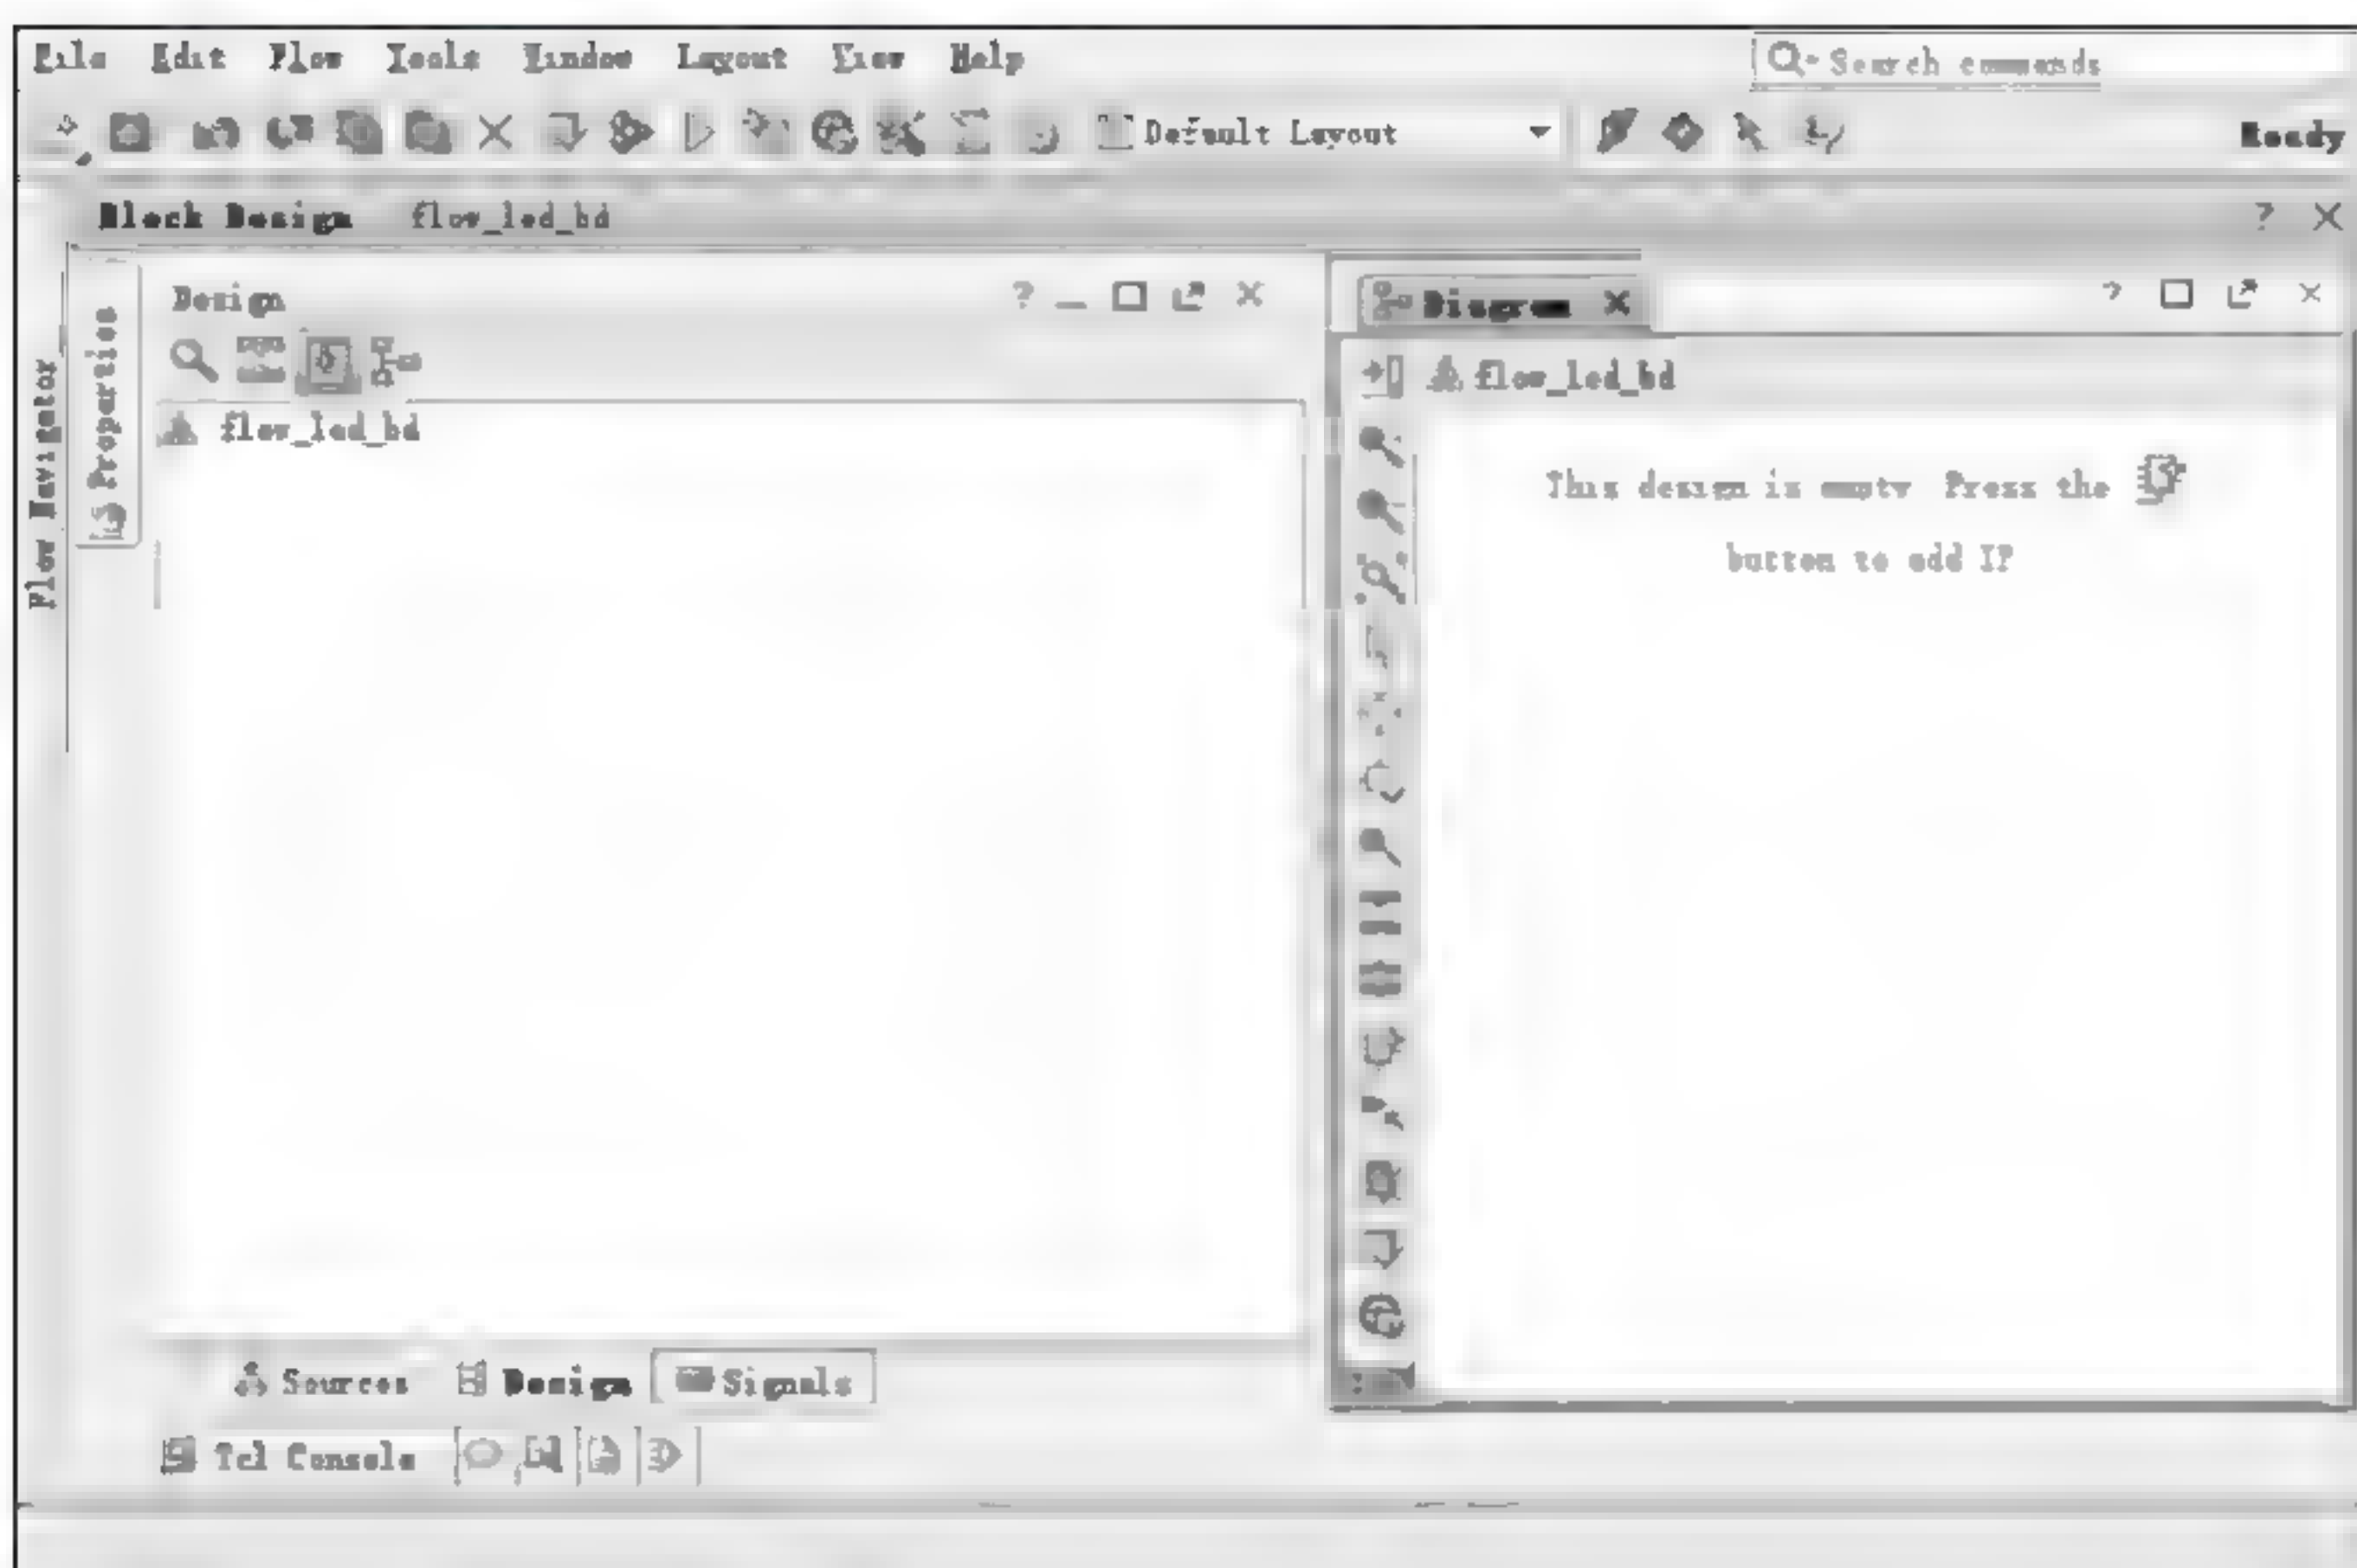 File Edit Flow Tools Window Layout View Help
Search commands
Default Layout
Ready
Block Design flow_led_bd
Flow Navigator
Properties
Design
flow_led_bd
Diagram
flow_led_bd
This design is empty Press the
button to add IP
Sources Design Signals
Tcl Console